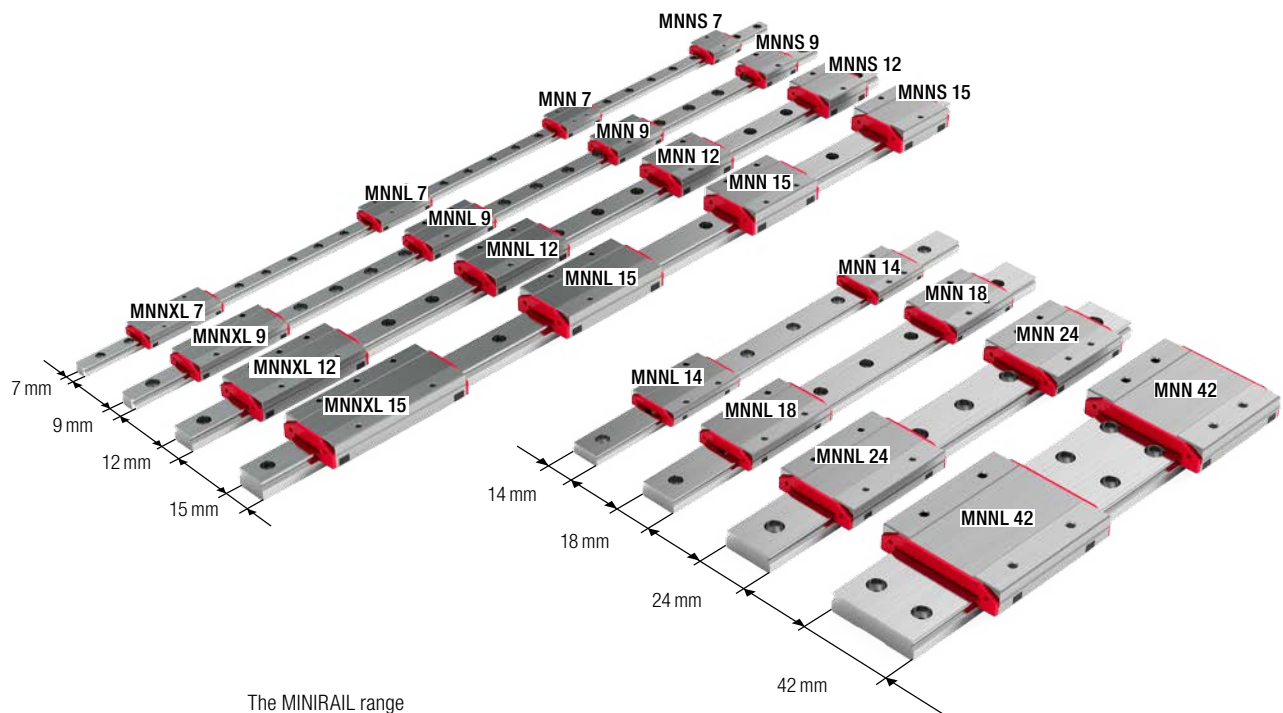 MNNS 7
MNNS 9
MNNS 12
MNNS 15
MNN 7
MNN 9
MNN 12
MNN 15
MNNL 7
MNNL 9
MNNL 12
MNNL 15
MNNXL 7
MNNXL 9
MNNXL 12
MNNXL 15
7 mm
9 mm
12 mm
15 mm
MNN 14
MNN 18
MNN 24
MNN 42
MNNL 14
MNNL 18
MNNL 24
MNNL 42
14 mm
18 mm
24 mm
42 mm
The MINIRAIL range